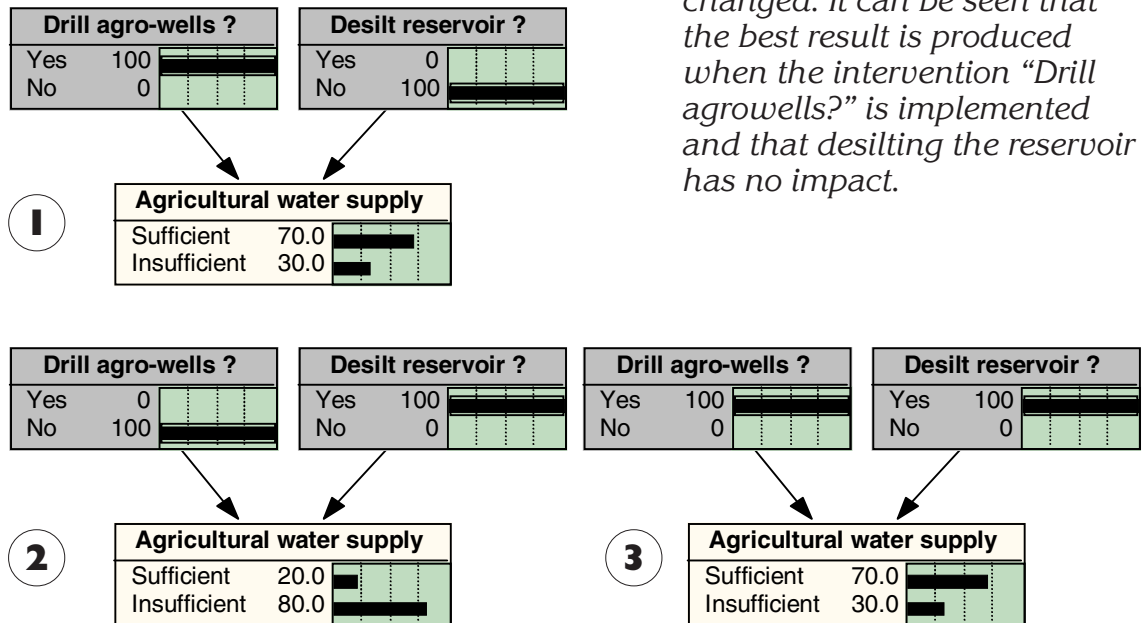 changed. It can be seen that
the best result is produced
when the intervention “Drill
agrowells?” is implemented
and that desilting the reservoir
has no impact.
Drill agro-wells ?
Yes 100
No 0
Desilt reservoir ?
Yes 0
No 100
1
Agricultural water supply
Sufficient 70.0
Insufficient 30.0
Drill agro-wells ?
Yes 0
No 100
Desilt reservoir ?
Yes 100
No 0
2
Agricultural water supply
Sufficient 20.0
Insufficient 80.0
Drill agro-wells ?
Yes 100
No 0
Desilt reservoir ?
Yes 100
No 0
3
Agricultural water supply
Sufficient 70.0
Insufficient 30.0